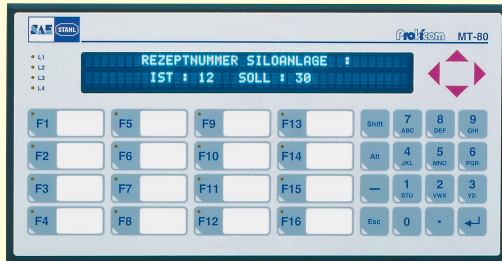 STAHL
Profcom MT-80
L1
L2
L3
L4
REZEPTNUMMER SILOANLAGE :
IST : 12 SOLL : 30
F1 F5 F9 F13 Shift 7 8 9
ABC DEF GHI
F2 F6 F10 F14 Alt 4 5 6
JKL MNO PQR
F3 F7 F11 F15 – 1 2 3
STU VWX YZ-
F4 F8 F12 F16 Esc 0 ·